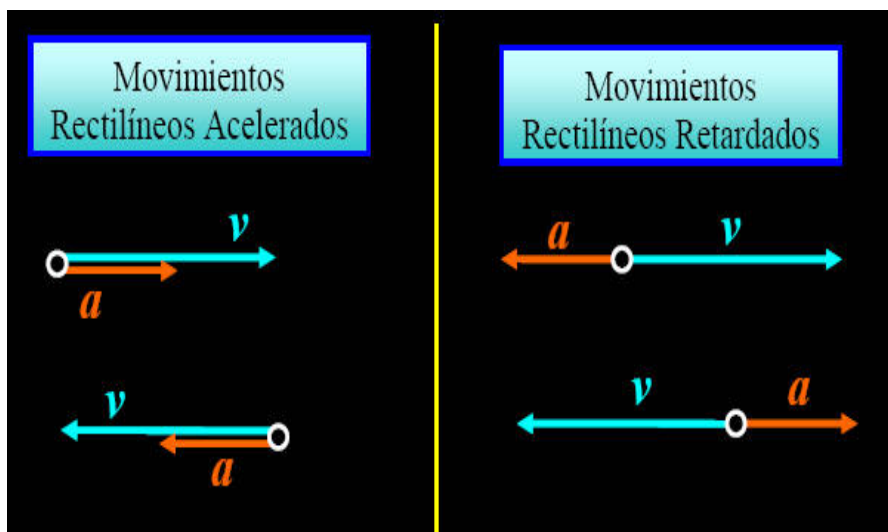 Movimientos
Rectilíneos Acelerados
v
a
v
a
Movimientos
Rectilíneos Retardados
a v
v a